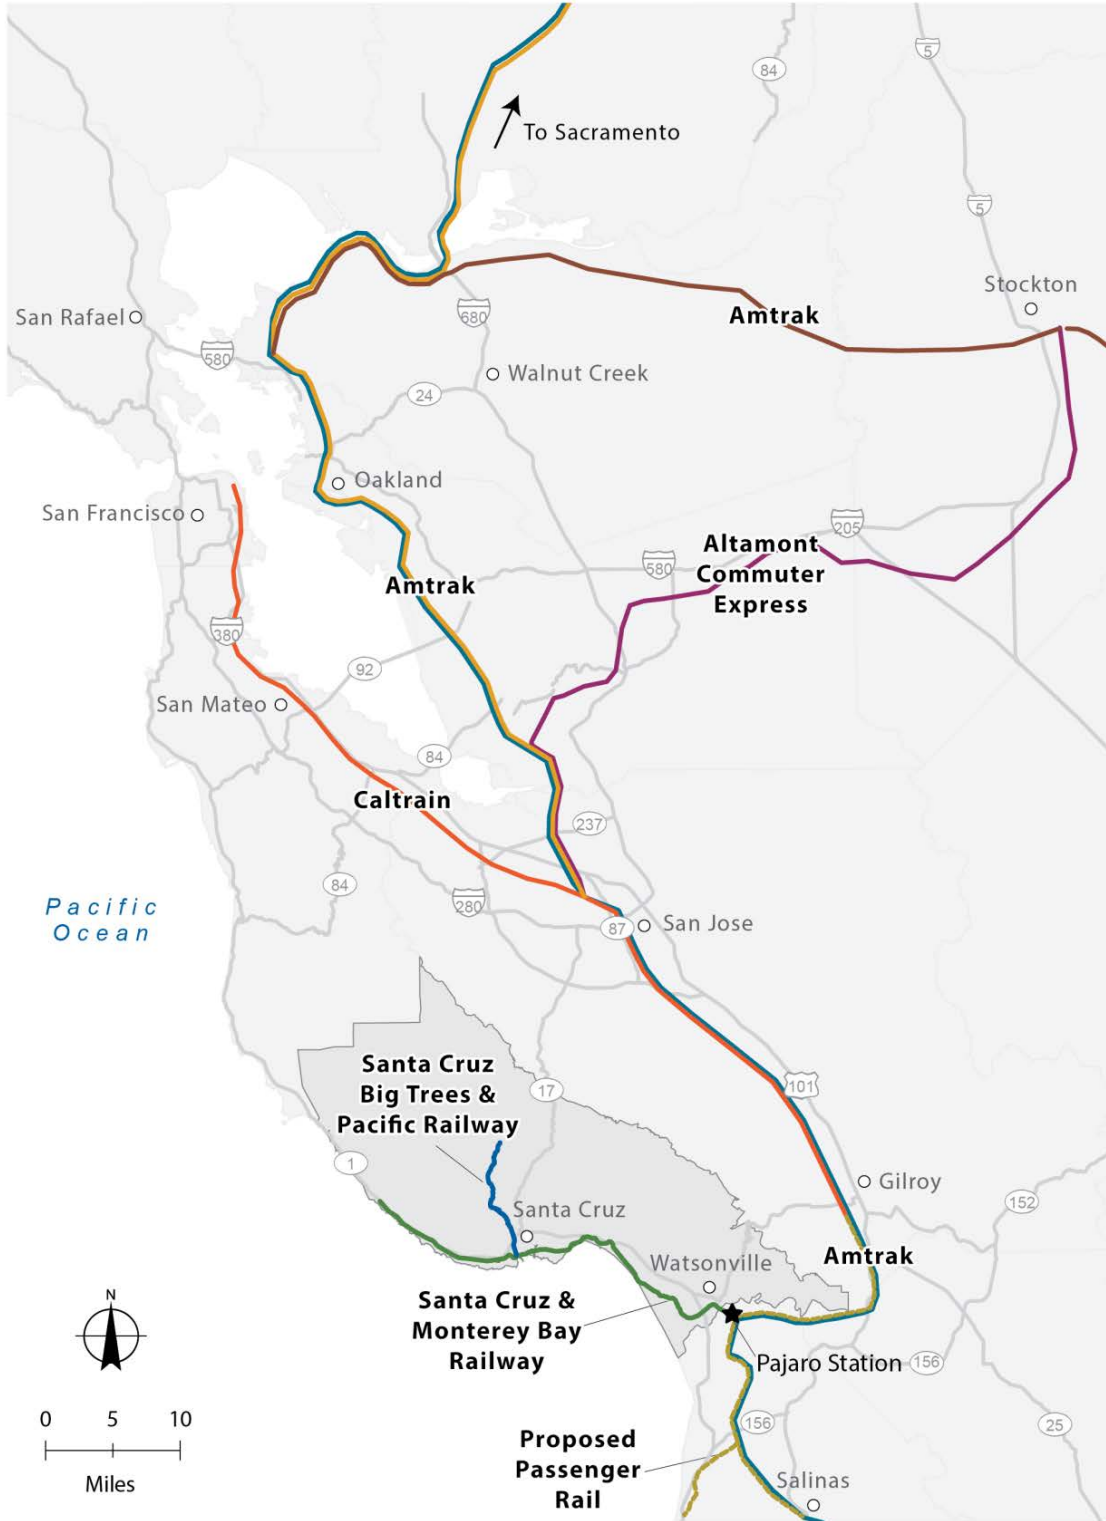 5
84
To Sacramento
5
Stockton
San Rafael
680
Amtrak
580
Walnut Creek
24
Oakland
San Francisco
205
Altamont
Commuter
Express
580
Amtrak
380
92
San Mateo
84
Caltrain
237
84
280
Pacific
Ocean
87
San Jose
Santa Cruz
Big Trees &
Pacific Railway
17
101
1
Gilroy
152
Santa Cruz
Watsonville
Amtrak
N
Santa Cruz &
Monterey Bay
Railway
Pajaro Station
156
0 5 10
Miles
156
25
Proposed
Passenger
Rail
Salinas